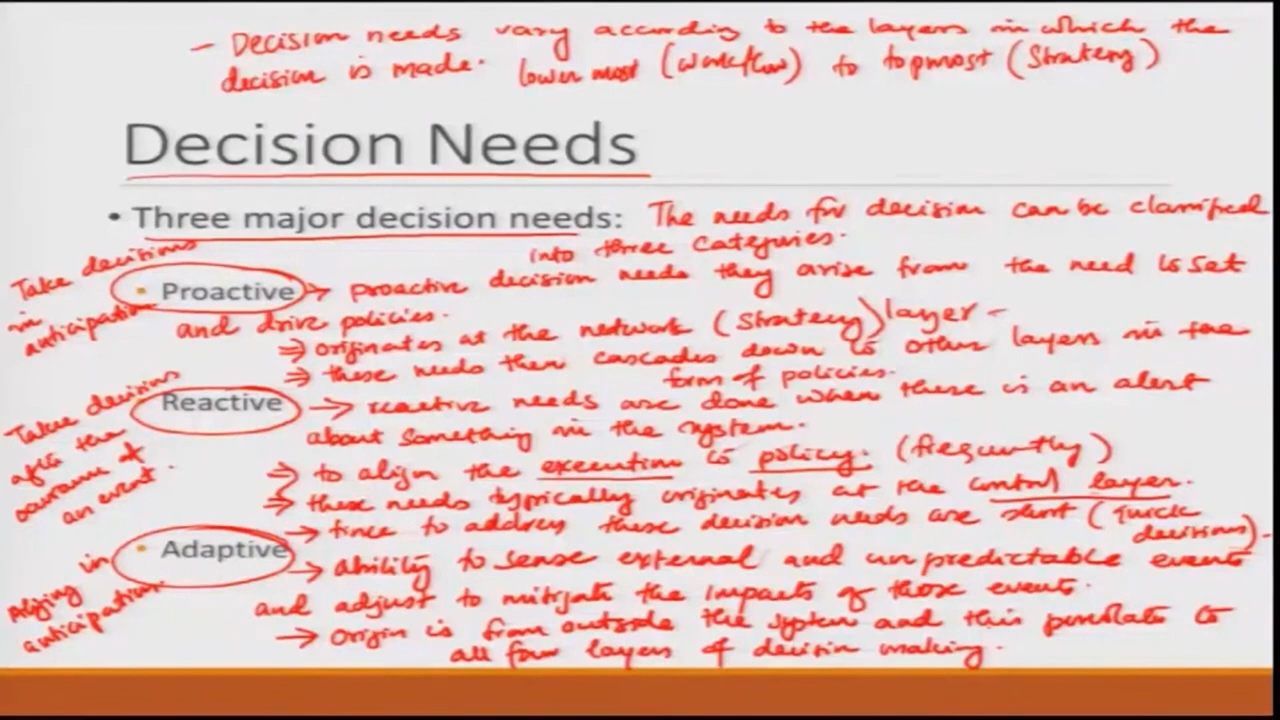 - Decision needs vary according to the layers in which the
decision is made. lower most (workflow) to topmost (Strategy)
Decision Needs
• Three major decision needs: The needs for decision can be classified
into three categories.
Take decisions
in
anticipation
• Proactive → proactive decision needs they arise from the need to set
and drive policies.
⇒ originates at the network (Strategy) layer -
⇒ these needs then cascades down to other layers in the
form of policies.
Take decisions
after the
of
an event.
Reactive → reactive needs are done when there is an alert
about something in the system.
⇒ to align the execution to policy. (frequently)
⇒ these needs typically originates at the control layer.
→ time to address these decision needs are short (quick
decisions).
in
anticipation.
• Adaptive → ability to sense external and unpredictable events
and adjust to mitigate the impacts of those events.
→ origin is from outside the system and this to
all four layers of decision making.